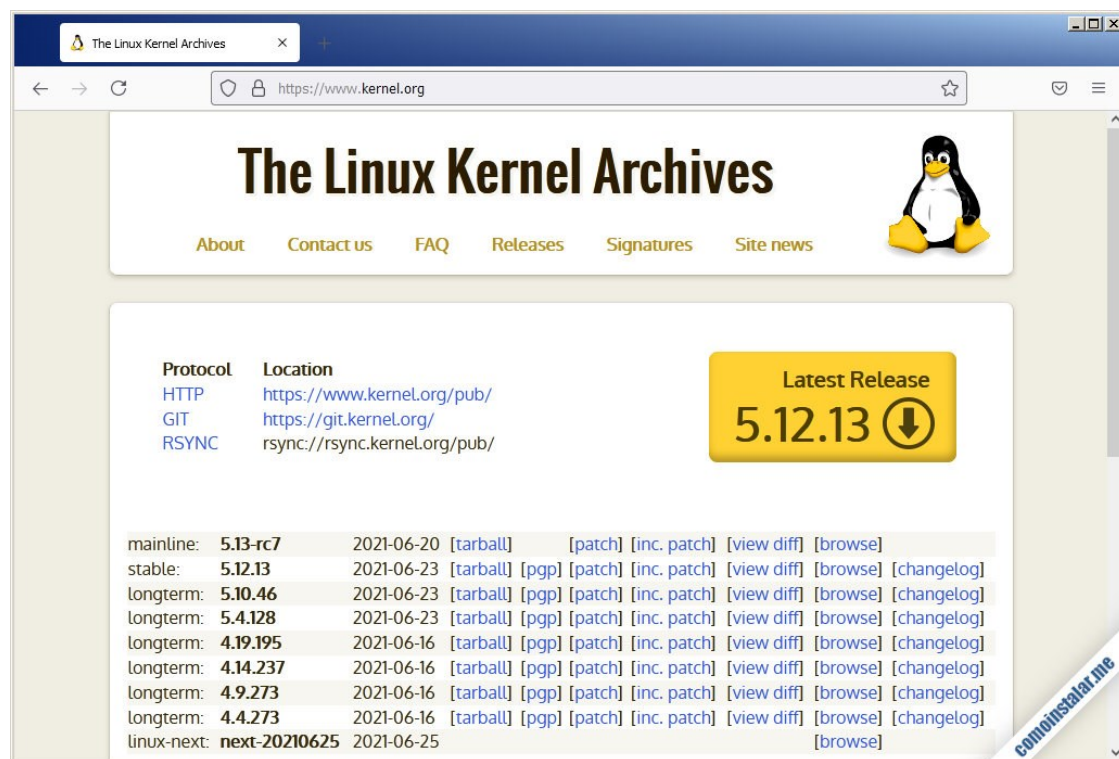 The Linux Kernel Archives
https://www.kernel.org
The Linux Kernel Archives
About Contact us FAQ Releases Signatures Site news
Protocol Location
HTTP https://www.kernel.org/pub/
GIT https://git.kernel.org/
RSYNC rsync://rsync.kernel.org/pub/
Latest Release
5.12.13
mainline: 5.13-rc7 2021-06-20 [tarball] [patch] [inc. patch] [view diff] [browse]
stable: 5.12.13 2021-06-23 [tarball] [pgp] [patch] [inc. patch] [view diff] [browse] [changelog]
longterm: 5.10.46 2021-06-23 [tarball] [pgp] [patch] [inc. patch] [view diff] [browse] [changelog]
longterm: 5.4.128 2021-06-23 [tarball] [pgp] [patch] [inc. patch] [view diff] [browse] [changelog]
longterm: 4.19.195 2021-06-16 [tarball] [pgp] [patch] [inc. patch] [view diff] [browse] [changelog]
longterm: 4.14.237 2021-06-16 [tarball] [pgp] [patch] [inc. patch] [view diff] [browse] [changelog]
longterm: 4.9.273 2021-06-16 [tarball] [pgp] [patch] [inc. patch] [view diff] [browse] [changelog]
longterm: 4.4.273 2021-06-16 [tarball] [pgp] [patch] [inc. patch] [view diff] [browse] [changelog]
linux-next: next-20210625 2021-06-25 [browse]
comoinstalar.me